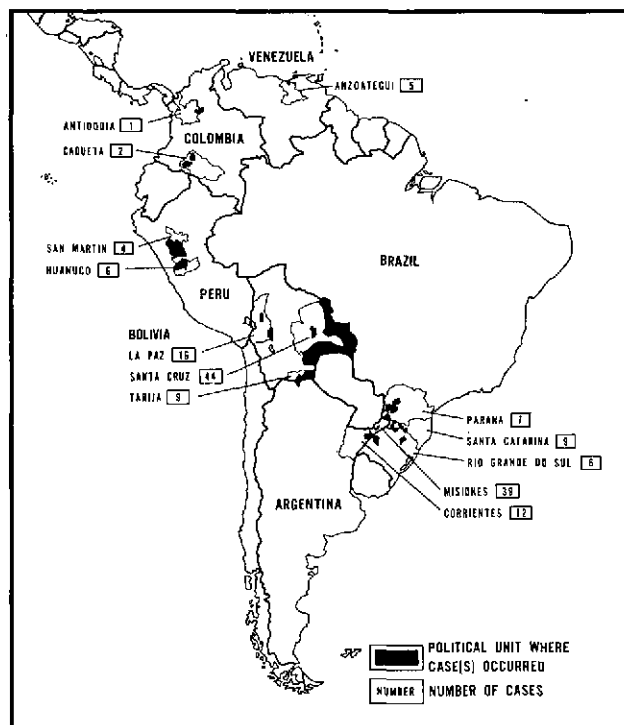 VENEZUELA
ANZOATEGUI 5
ANTIOQUIA 1
COLOMBIA
CAQUETA 2
SAN MARTIN 4
HUANUCO 6
BRAZIL
PERU
BOLIVIA
LA PAZ 16
SANTA CRUZ 44
TARIJA 9
PARANA 7
SANTA CATARINA 9
RIO GRANDE DO SUL 6
MISIONES 39
ARGENTINA
CORRIENTES 12
POLITICAL UNIT WHERE
CASE(S) OCCURRED
NUMBER NUMBER OF CASES